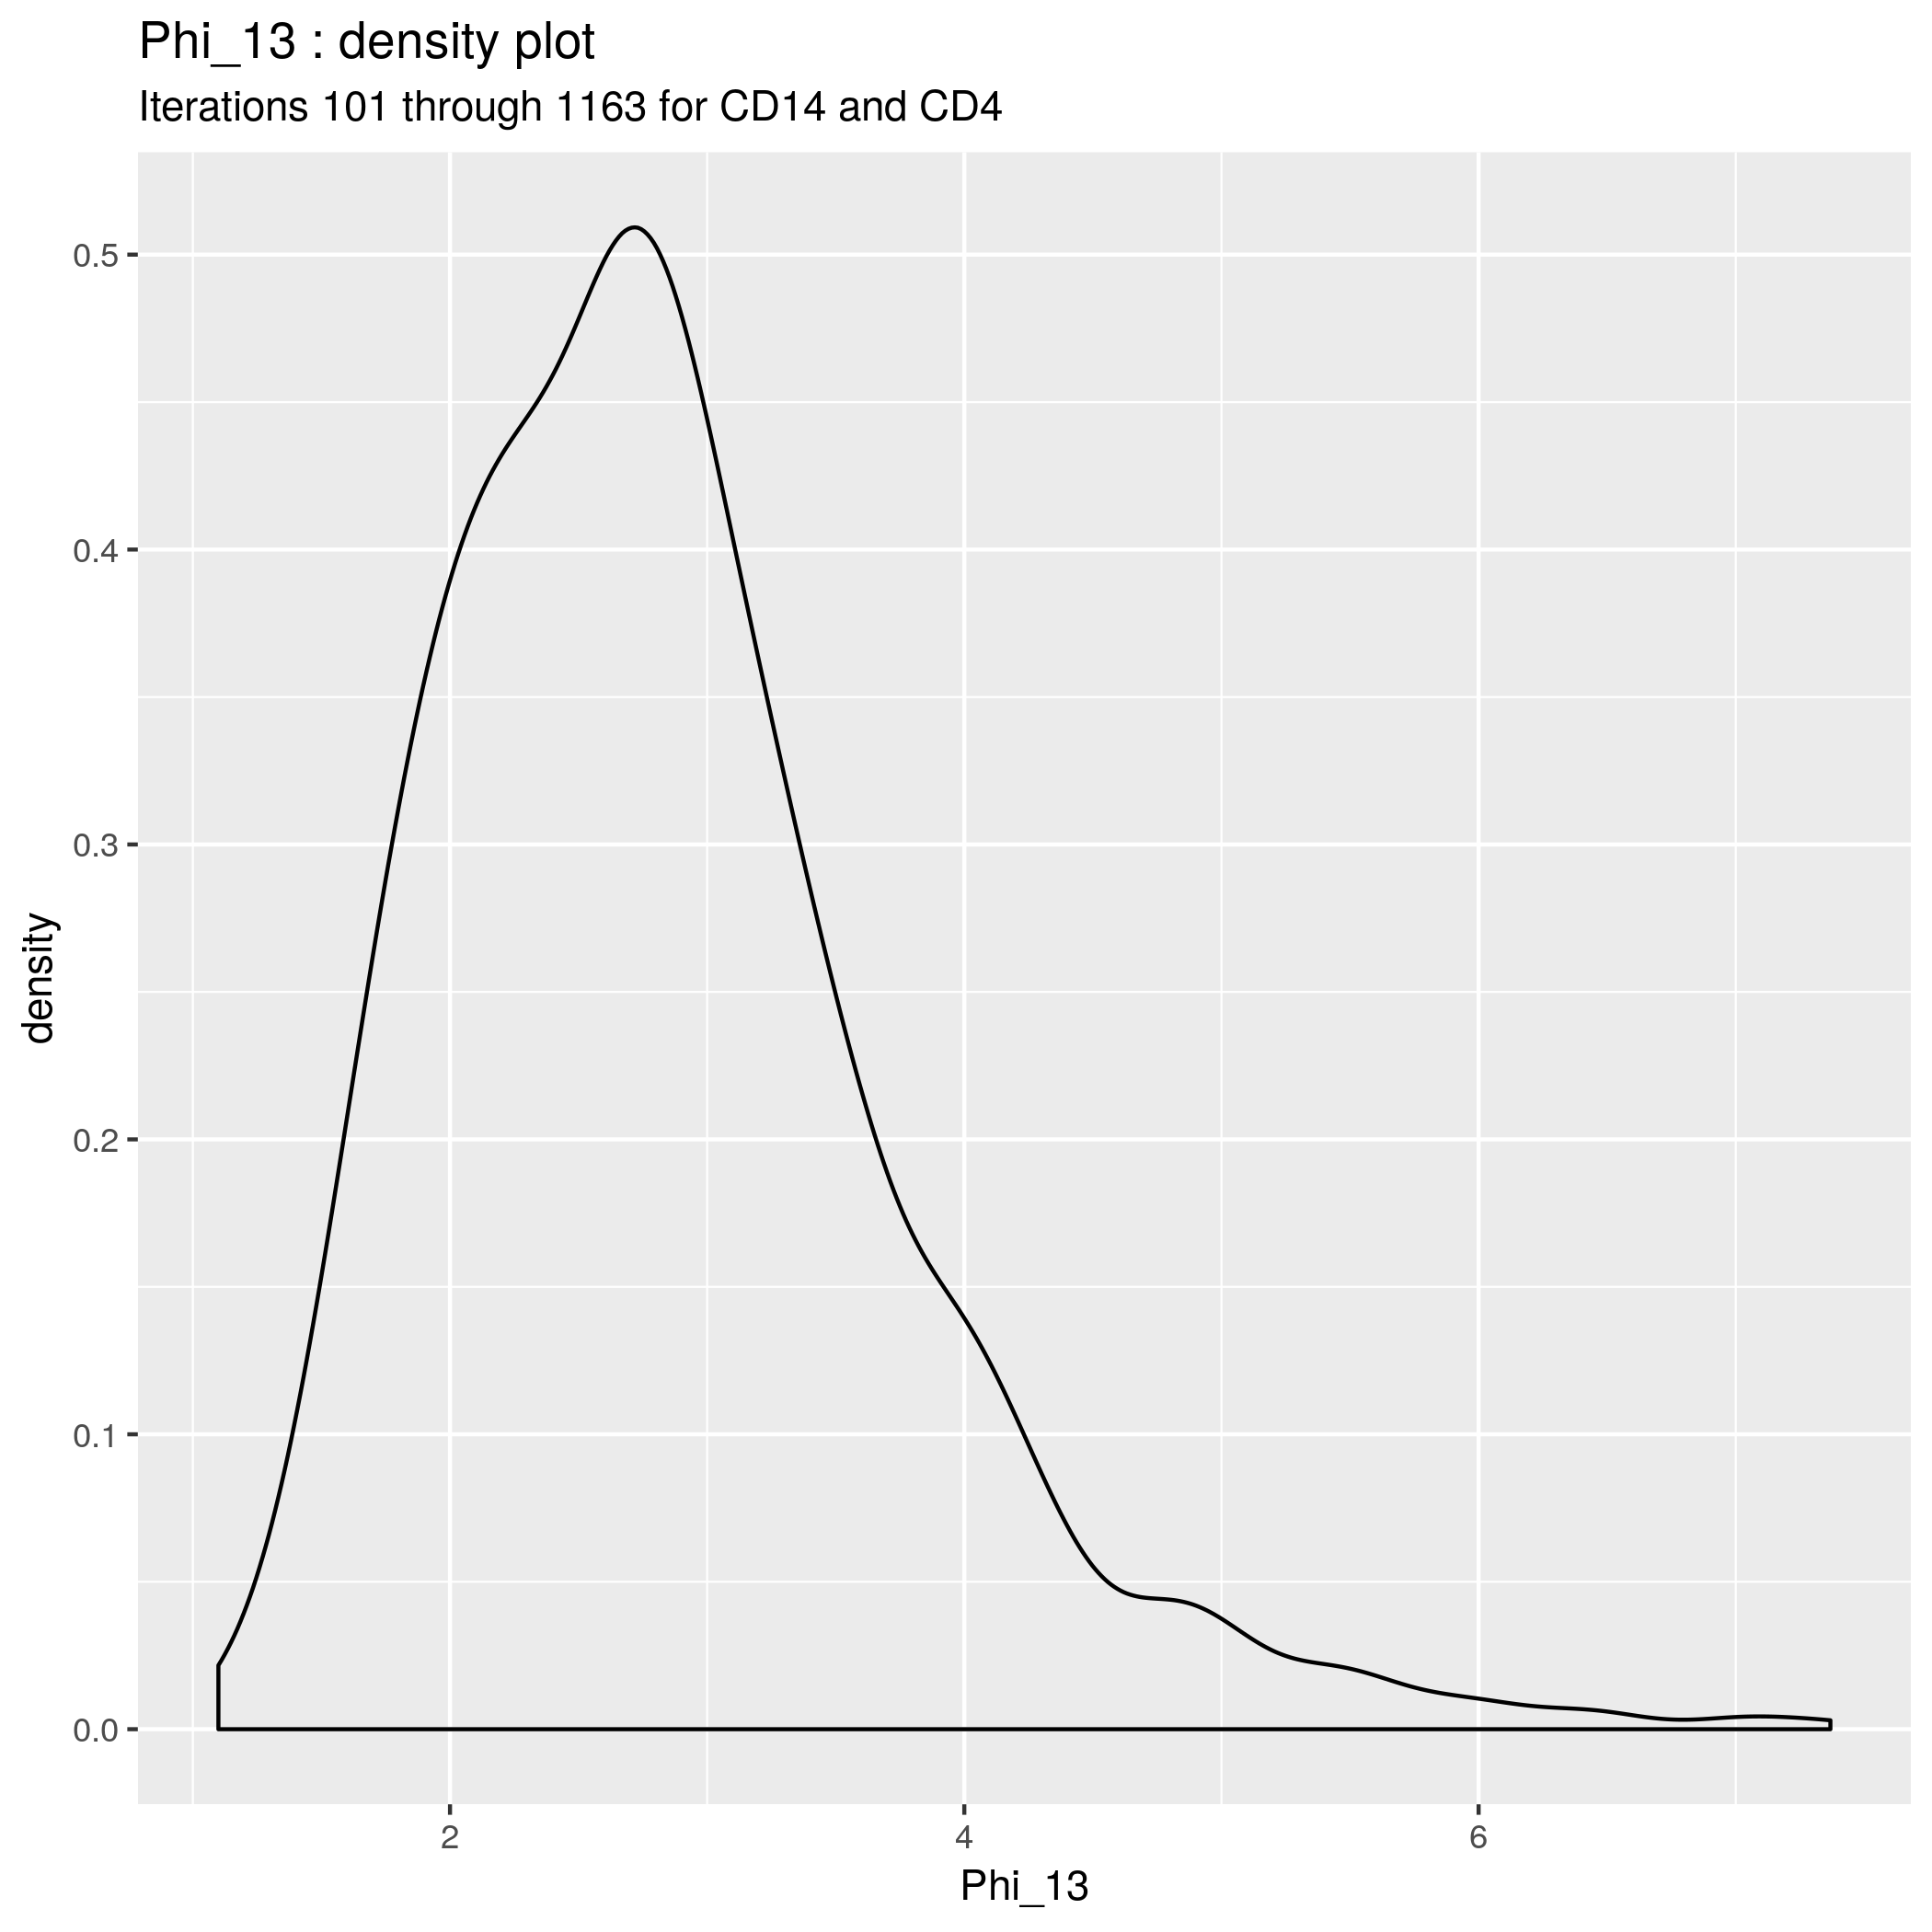 Phi_13 : density plot
Iterations 101 through 1163 for CD14 and CD4
0.5
0.4
0.3
0.2
0.1
0.0
density
2
4
6
Phi_13